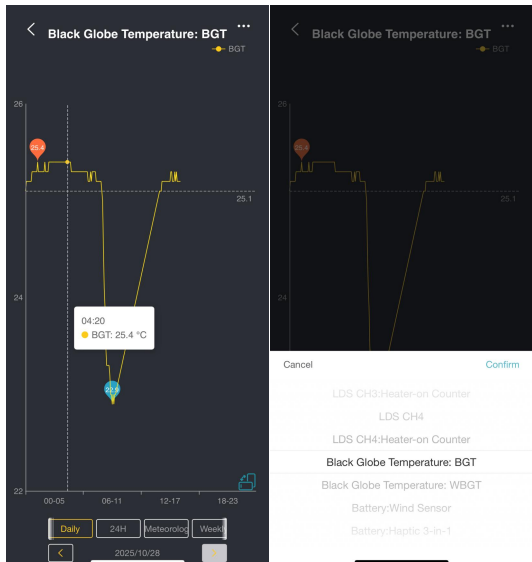 Black Globe Temperature: BGT
BGT
26
25.4
25.1
24
04:20
BGT: 25.4 °C
22.9
22
00-05 06-11 12-17 18-23
Daily 24H Meteorolog Weekl
2025/10/28
Black Globe Temperature: BGT
BGT
26
25.4
25.1
24
Cancel Confirm
LDS CH3:Heater-on Counter
LDS CH4
LDS CH4:Heater-on Counter
Black Globe Temperature: BGT
Black Globe Temperature: WBGT
Battery:Wind Sensor
Battery:Haptic 3-in-1